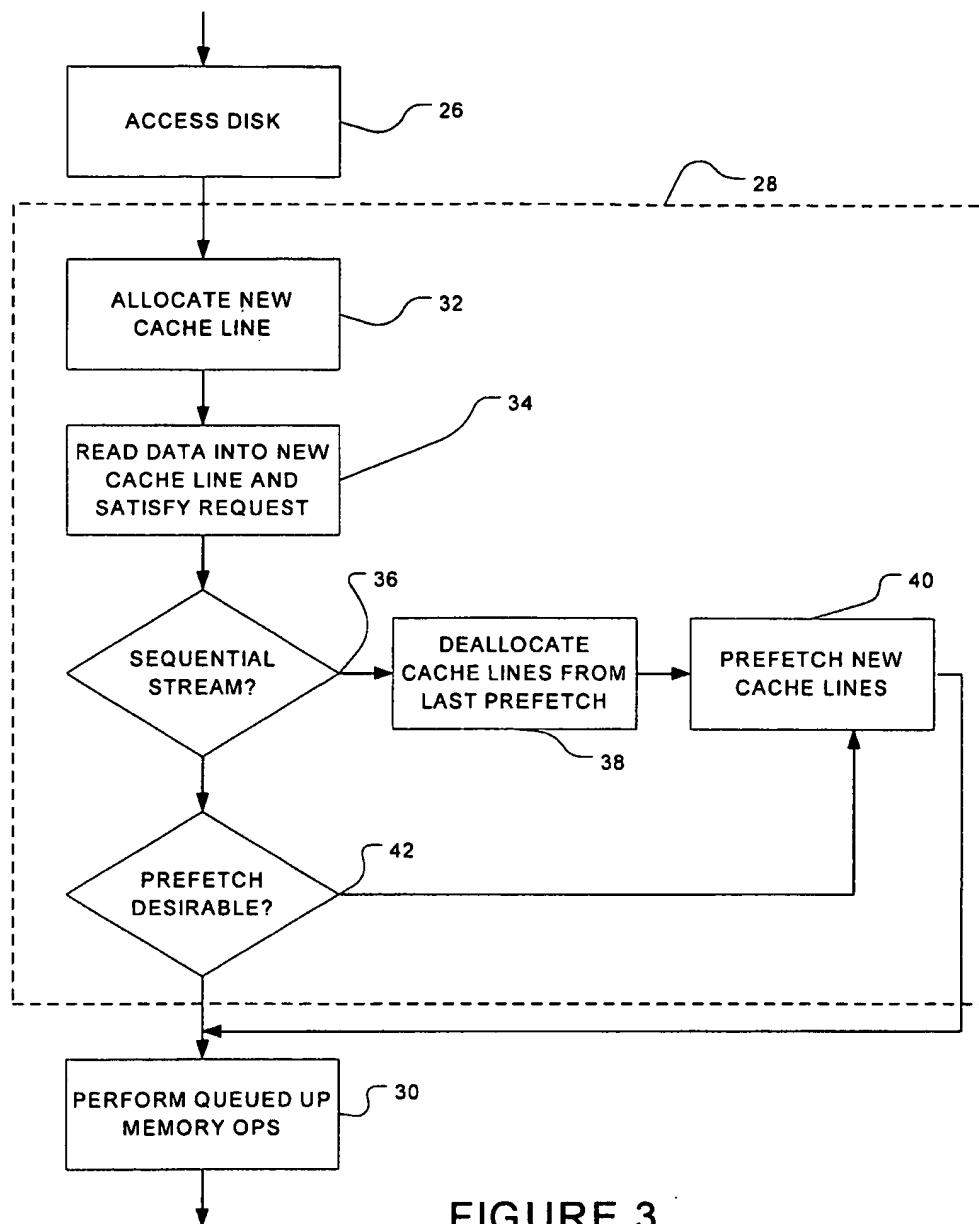 ACCESS DISK
26
28
ALLOCATE NEW
CACHE LINE
32
34
READ DATA INTO NEW
CACHE LINE AND
SATISFY REQUEST
36
40
SEQUENTIAL
STREAM?
DEALLOCATE
CACHE LINES FROM
LAST PREFETCH
PREFETCH NEW
CACHE LINES
38
42
PREFETCH
DESIRABLE?
PERFORM QUEUED UP
MEMORY OPS
30
FIGURE 3